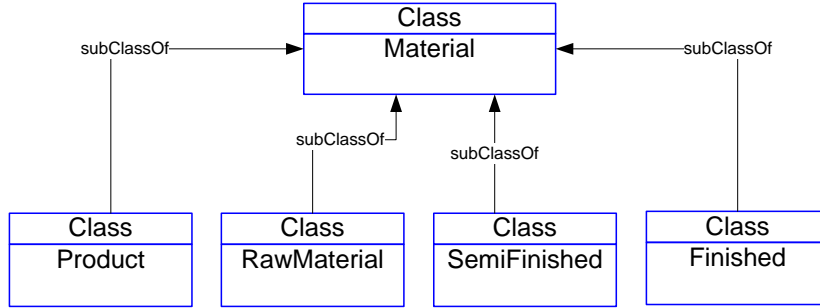 Class
Material
subClassOf
subClassOf
subClassOf
subClassOf
Class
Product
Class
RawMaterial
Class
SemiFinished
Class
Finished